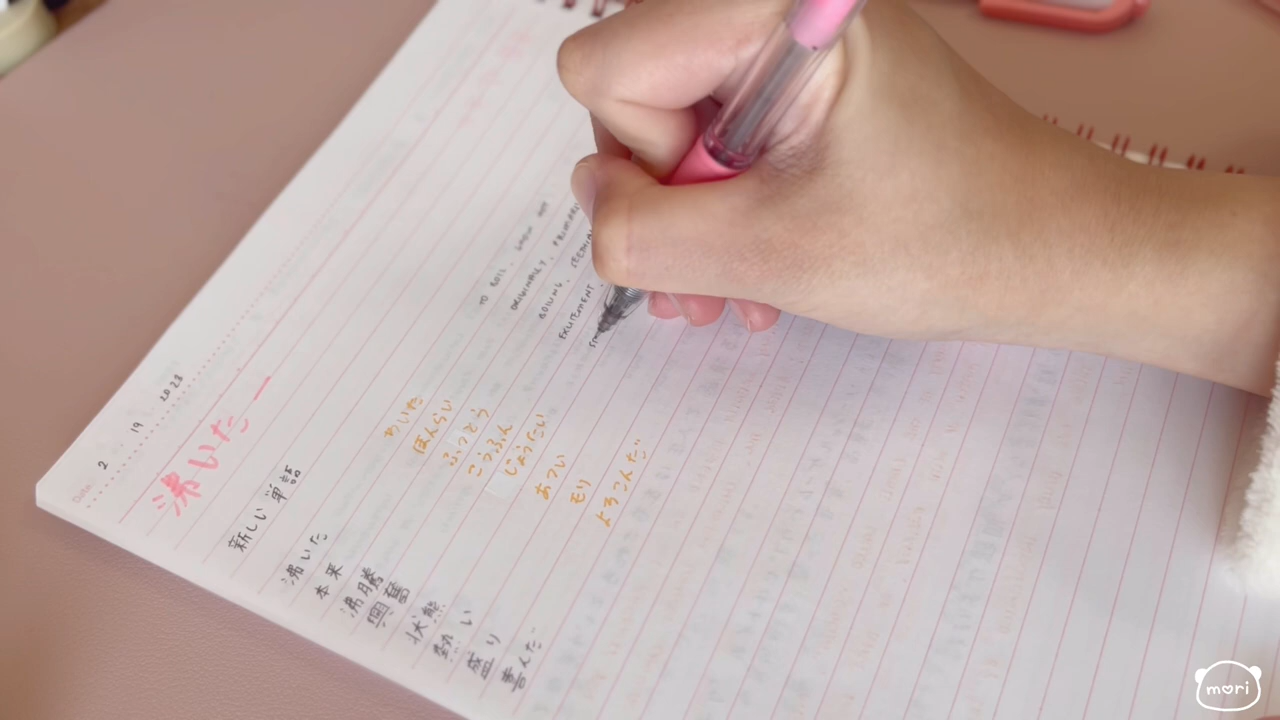 Date 2 19 2023
沸いたー
新しい単語
沸いた わいた TO BOIL, GROW HOT
本来 ほんらい ORIGINALLY,
沸騰 ふっとう BOILING,
興奮 こうふん EXCITEMENT
状態 じょうたい
熱い あつい
盛り もり
喜んだ よろこんだ
mori